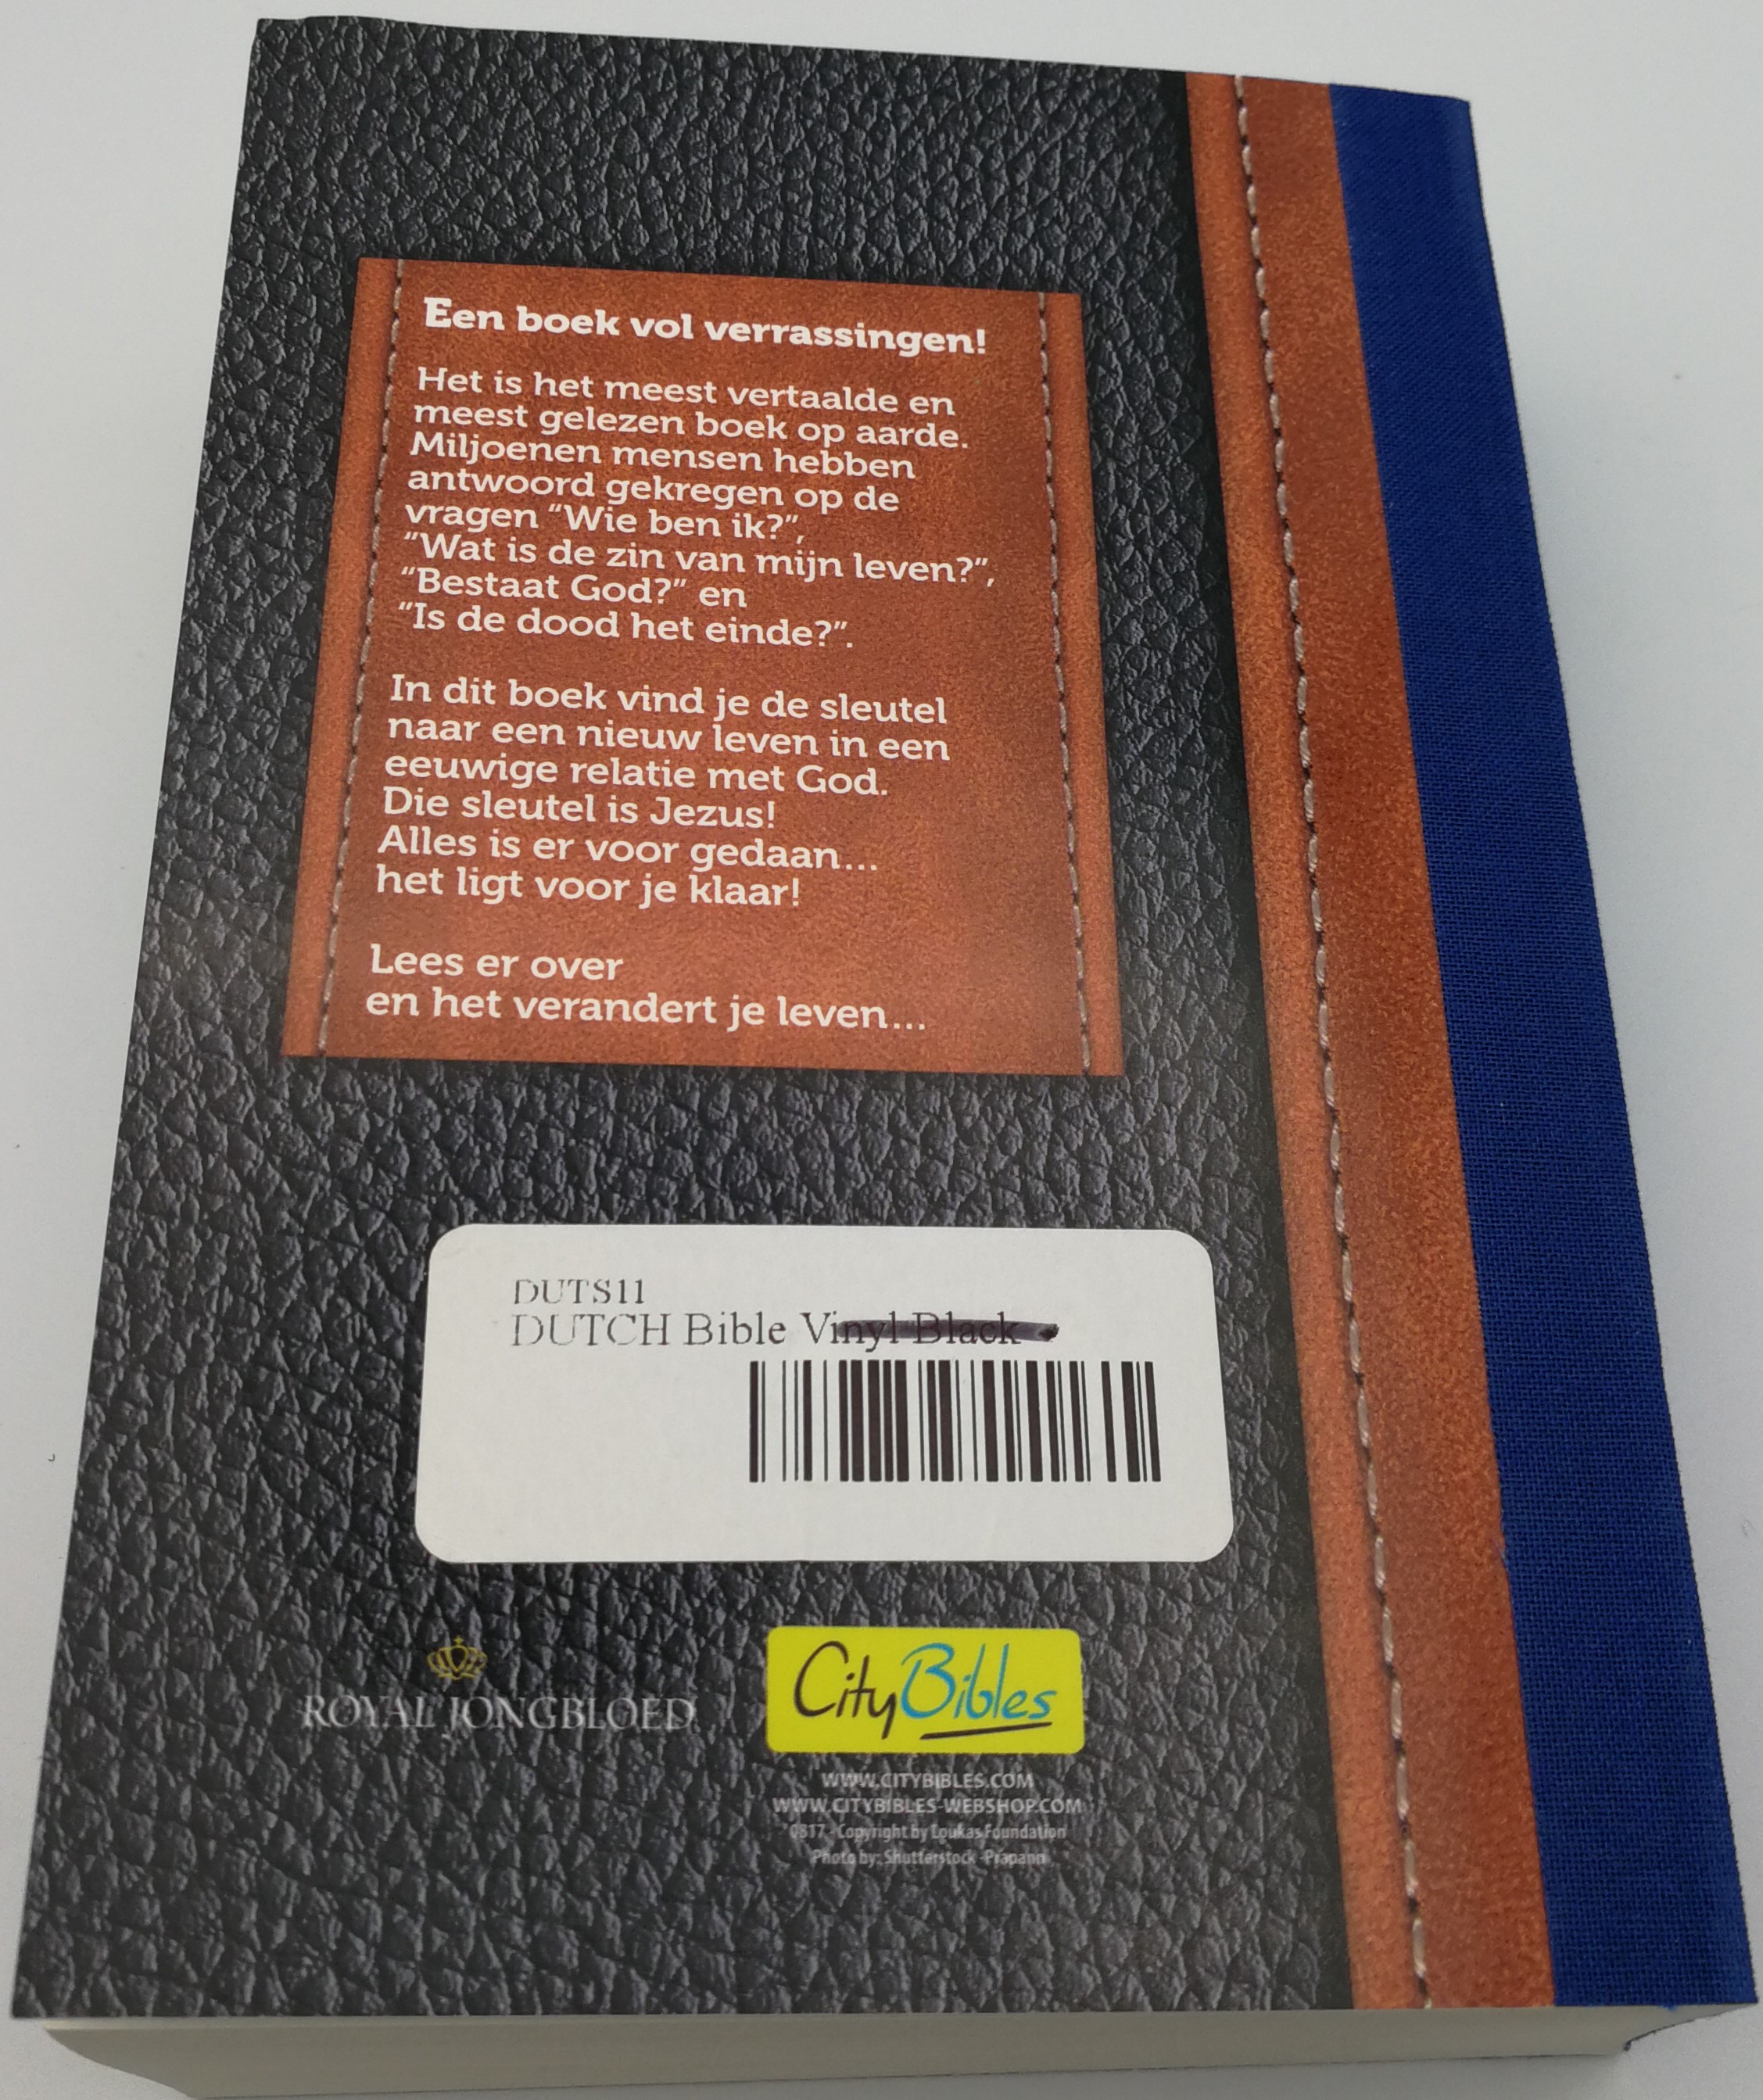 Een boek vol verrassingen!
Het is het meest vertaalde en
meest gelezen boek op aarde.
Miljoenen mensen hebben
antwoord gekregen op de
vragen “Wie ben ik?”,
“Wat is de zin van mijn leven?”,
“Bestaat God?” en
“Is de dood het einde?”.
In dit boek vind je de sleutel
naar een nieuw leven in een
eeuwige relatie met God.
Die sleutel is Jezus!
Alles is er voor gedaan...
het ligt voor je klaar!
Lees er over
en het verandert je leven...
DUTS11
DUTCH Bible Vinyl Black
ROYAL JONGBLOED
CityBibles
WWW.CITYBIBLES.COM
WWW.CITYBIBLES-WEBSHOP.COM
0817 - Copyright by Loukas Foundation
Photo by: Shutterstock - Prapann